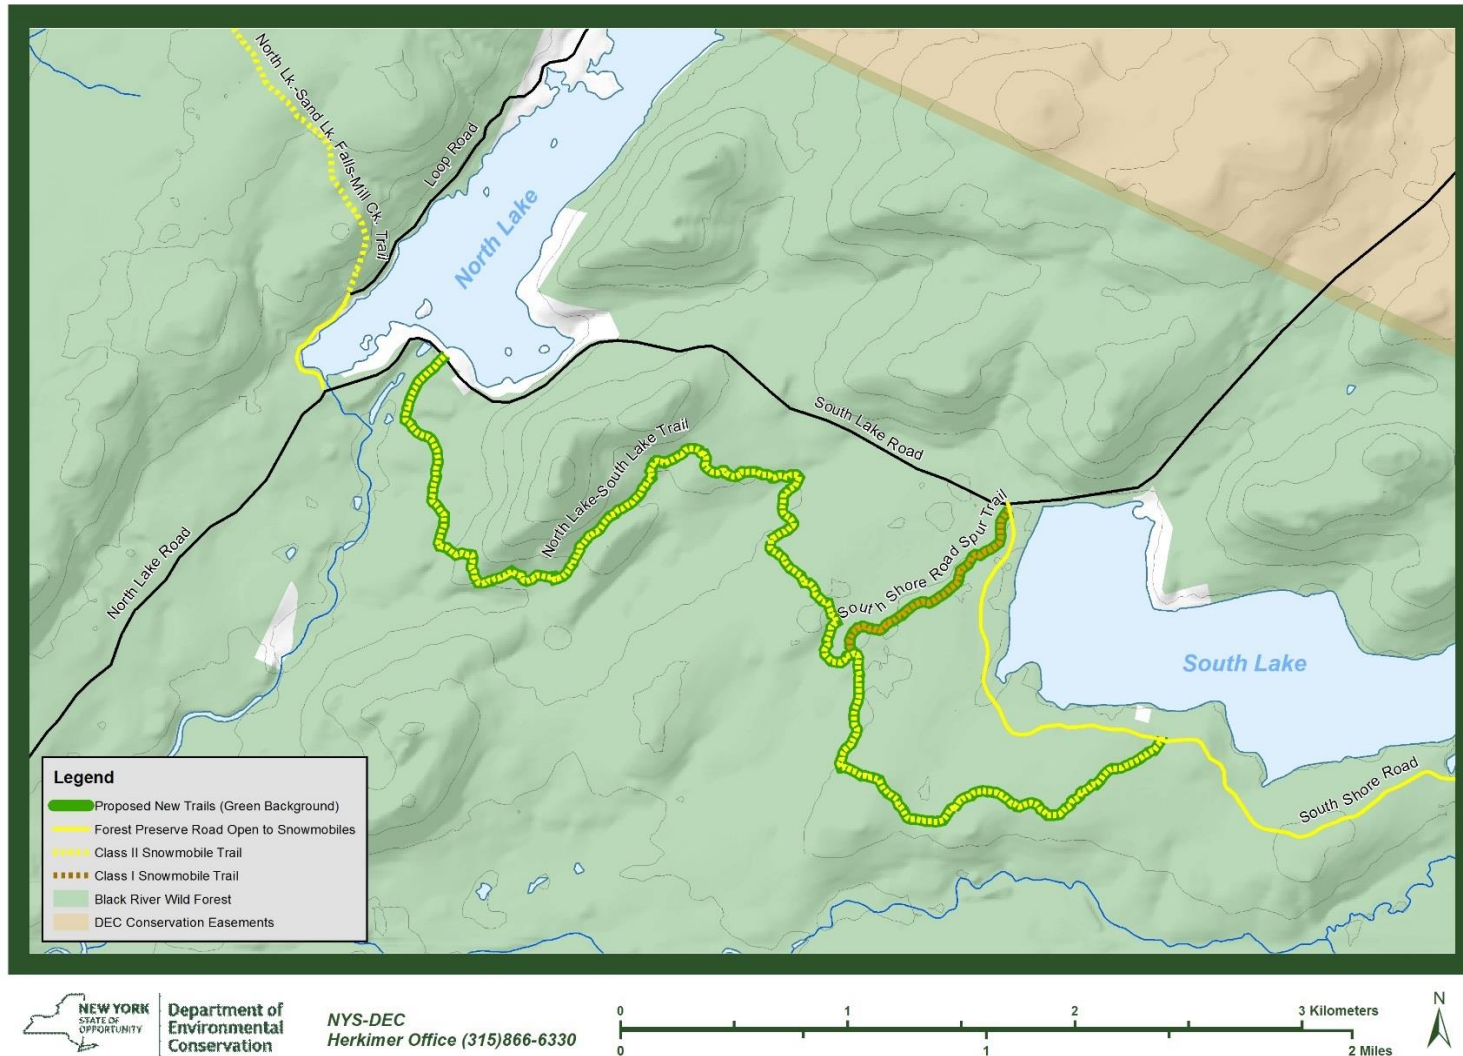 North Lk.-Sand Lk. Falls-Mill Ck. Trail
Loop Road
North Lake
South Lake Road
North Lake-South Lake Trail
South Shore Road Spur Trail
North Lake Road
South Lake
South Shore Road
Legend
Proposed New Trails (Green Background)
Forest Preserve Road Open to Snowmobiles
Class II Snowmobile Trail
Class I Snowmobile Trail
Black River Wild Forest
DEC Conservation Easements
NEW YORK
STATE OF
OPPORTUNITY
Department of
Environmental
Conservation
NYS-DEC
Herkimer Office (315)866-6330
0 1 2 3 Kilometers
0 1 2 Miles
N